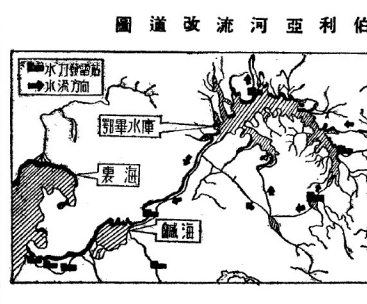 伯利亞河流改道圖
水力發電站
水流方向
鄂畢水庫
裏海
鹹海